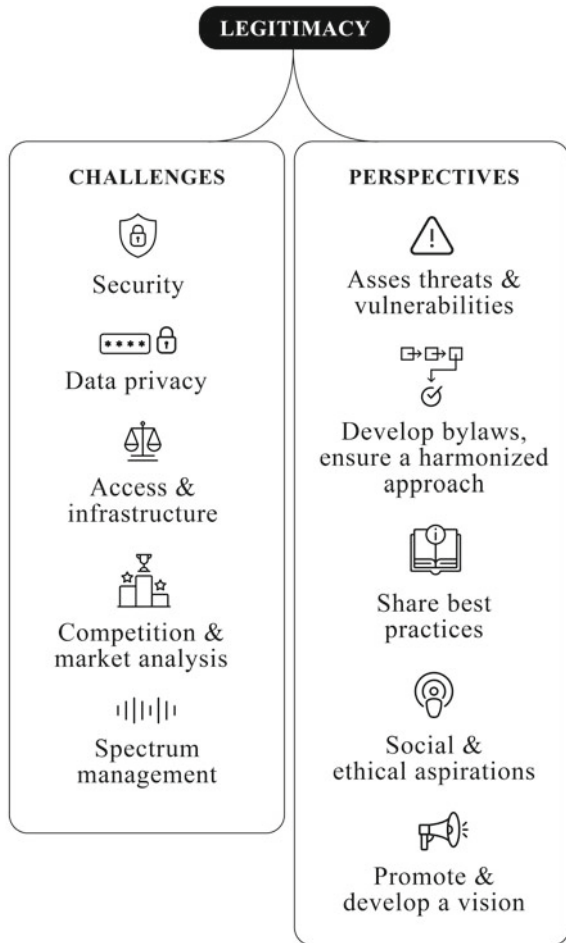 LEGITIMACY
CHALLENGES
Security
****
Data privacy
Access &
infrastructure
Competition &
market analysis
Spectrum
management
PERSPECTIVES
Asses threats &
vulnerabilities
Develop bylaws,
ensure a harmonized
approach
Share best
practices
Social &
ethical aspirations
Promote &
develop a vision